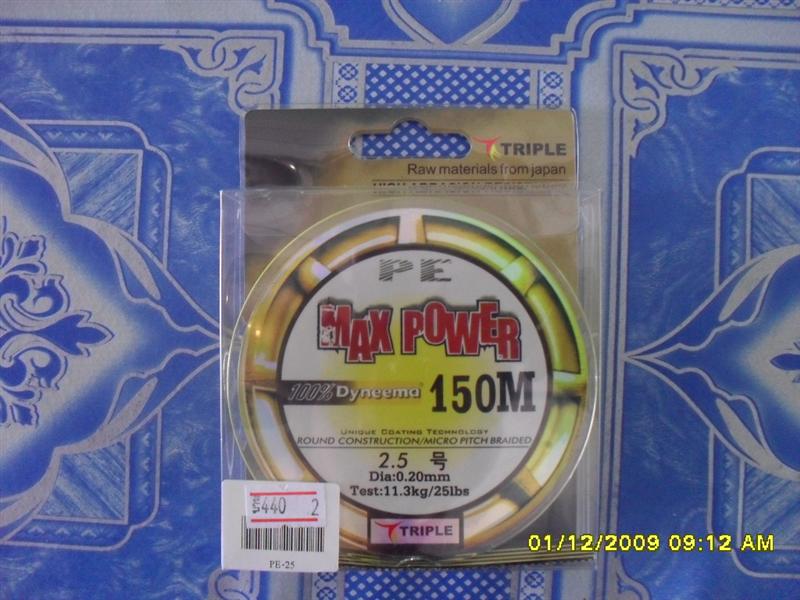 TRIPLE
Raw materials from japan
PE
MAX POWER
100% Dyneema® 150M
UNIQUE COATING TECHNOLOGY
ROUND CONSTRUCTION/MICRO PITCH BRAIDED
2.5 号
Dia:0.20mm
Test:11.3kg/25lbs
TRIPLE
440 2
PE-25
01/12/2009 09:12 AM